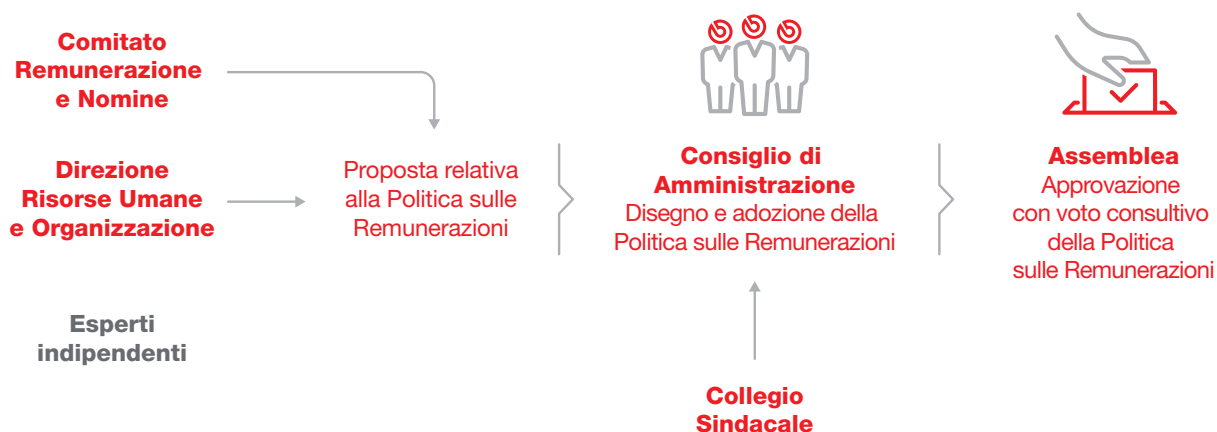 Comitato
Remunerazione
e Nomine
Direzione
Risorse Umane
e Organizzazione
Esperti
indipendenti
Proposta relativa
alla Politica sulle
Remunerazioni
Consiglio di
Amministrazione
Disegno e adozione della
Politica sulle Remunerazioni
Collegio
Sindacale
Assemblea
Approvazione
con voto consultivo
della Politica
sulle Remunerazioni